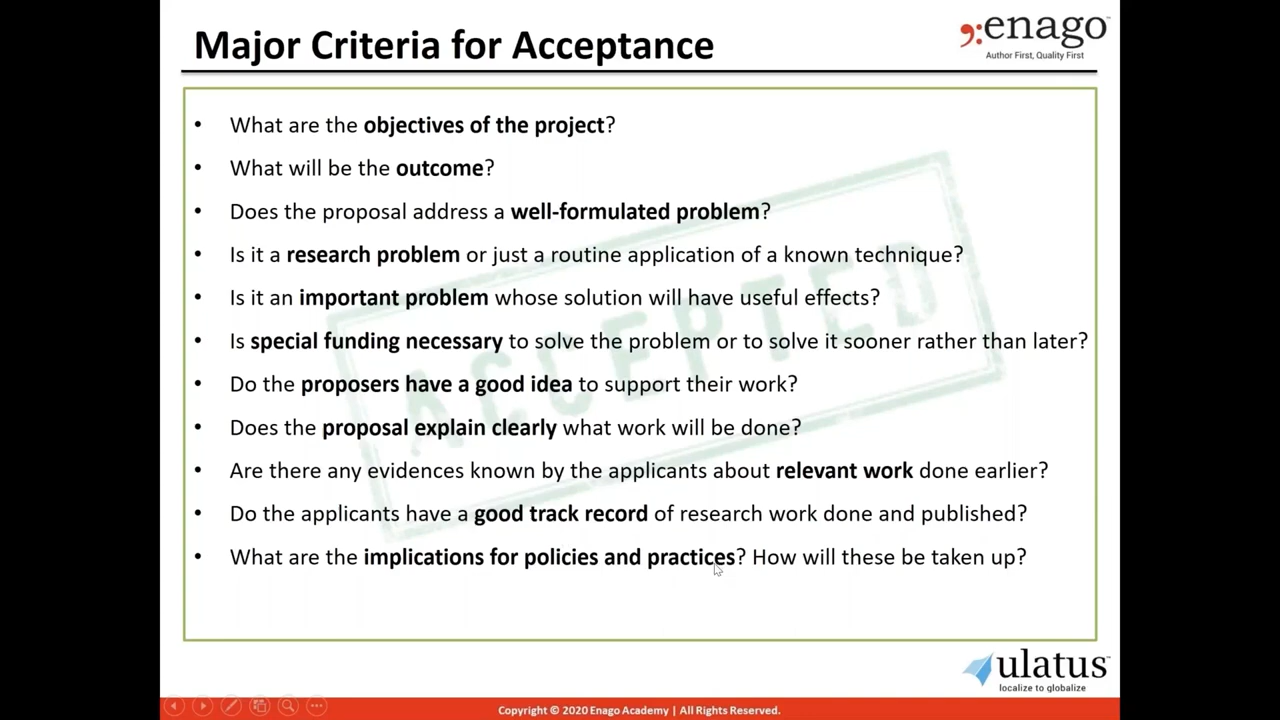 Major Criteria for Acceptance
enago™
Author First, Quality First
• What are the objectives of the project?
• What will be the outcome?
• Does the proposal address a well-formulated problem?
• Is it a research problem or just a routine application of a known technique?
• Is it an important problem whose solution will have useful effects?
• Is special funding necessary to solve the problem or to solve it sooner rather than later?
• Do the proposers have a good idea to support their work?
• Does the proposal explain clearly what work will be done?
• Are there any evidences known by the applicants about relevant work done earlier?
• Do the applicants have a good track record of research work done and published?
• What are the implications for policies and practices? How will these be taken up?
ACCEPTED
ulatus™
localize to globalize
Copyright © 2020 Enago Academy | All Rights Reserved.